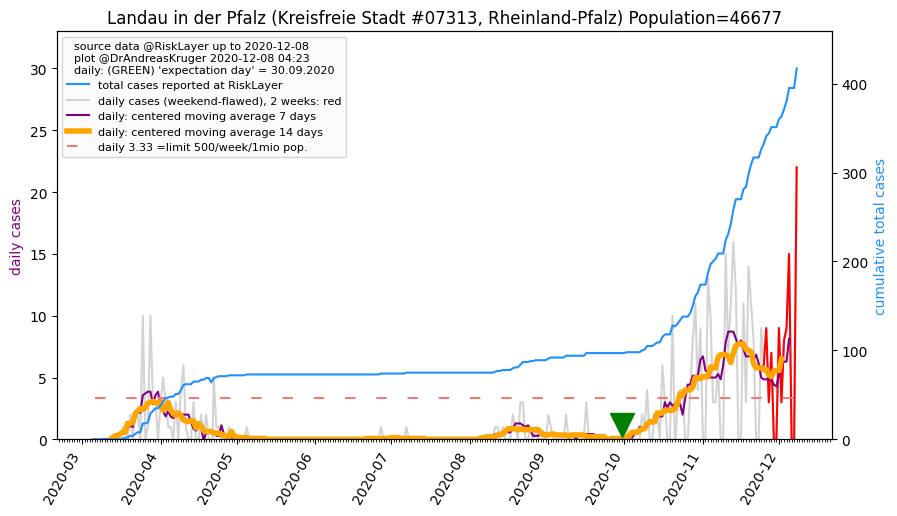 Landau in der Pfalz (Kreisfreie Stadt #07313, Rheinland-Pfalz) Population=46677
source data @RiskLayer up to 2020-12-08
plot @DrAndreasKruger 2020-12-08 04:23
daily: (GREEN) 'expectation day' = 30.09.2020
total cases reported at RiskLayer
daily cases (weekend-flawed), 2 weeks: red
daily: centered moving average 7 days
daily: centered moving average 14 days
daily 3.33 =limit 500/week/1mio pop.
daily cases
30
25
20
15
10
5
0
cumulative total cases
400
300
200
100
0
2020-03
2020-04
2020-05
2020-06
2020-07
2020-08
2020-09
2020-10
2020-11
2020-12